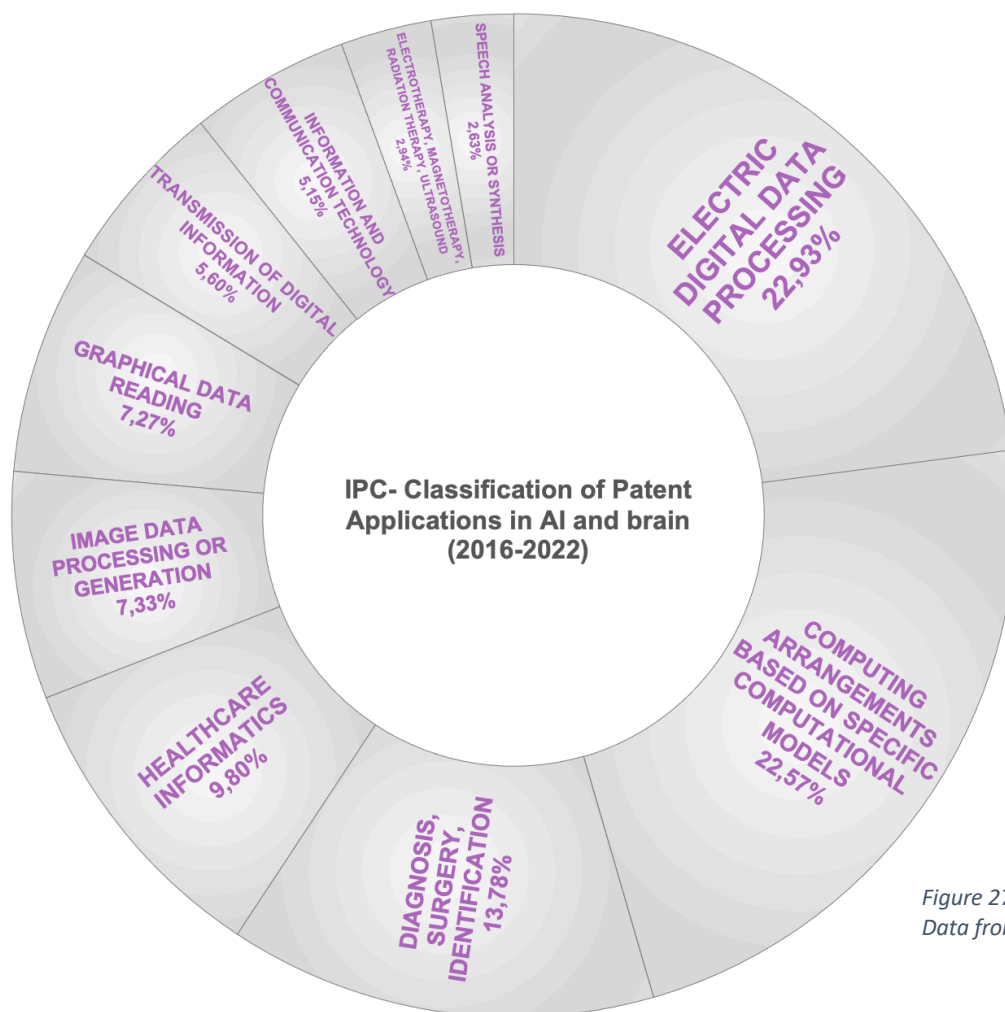 IPC- Classification of Patent
Applications in AI and brain
(2016-2022)
ELECTRIC
DIGITAL DATA
PROCESSING
22,93%
COMPUTING
ARRANGEMENTS
BASED ON SPECIFIC
COMPUTATIONAL
MODELS
22,57%
DIAGNOSIS,
SURGERY,
IDENTIFICATION
13,78%
HEALTHCARE
INFORMATICS
9,80%
IMAGE DATA
PROCESSING OR
GENERATION
7,33%
GRAPHICAL DATA
READING
7,27%
TRANSMISSION OF DIGITAL
INFORMATION
5,60%
INFORMATION AND
COMMUNICATION TECHNOLOGY
5,15%
ELECTROTHERAPY, MAGNETOTHERAPY,
RADIATION THERAPY, ULTRASOUND
2,94%
SPEECH ANALYSIS OR SYNTHESIS
2,63%
Figure 27
Data from